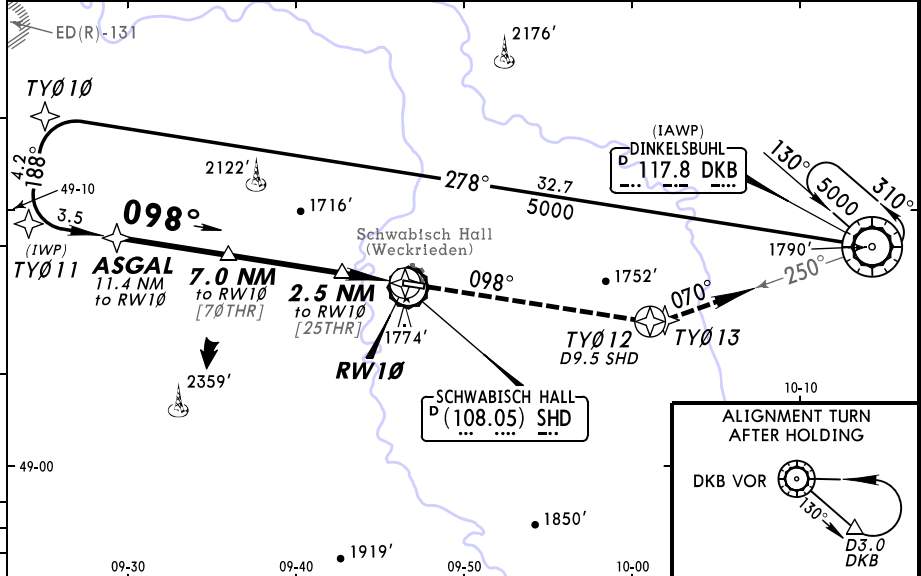 ED(R)-131
2176'
TYØ1Ø
(IAWP)
DINKELSBUHL
D 117.8 DKB
130°
310°
5000
4.2
188°
2122'
278°
32.7
5000
49-10
3.5
098°
1716'
Schwabisch Hall
(Weckrieden)
1790'
250°
(IWP)
TYØ11
ASGAL
11.4 NM
to RW1Ø
7.0 NM
to RW1Ø
[7ØTHR]
2.5 NM
to RW1Ø
[25THR]
098°
1752'
070°
1774'
TYØ12
D9.5 SHD
TYØ13
RW1Ø
2359'
SCHWABISCH HALL
D (108.05) SHD
10-10
ALIGNMENT TURN
AFTER HOLDING
DKB VOR
130°
D3.0
DKB
49-00
1850'
1919'
09-30
09-40
09-50
10-00